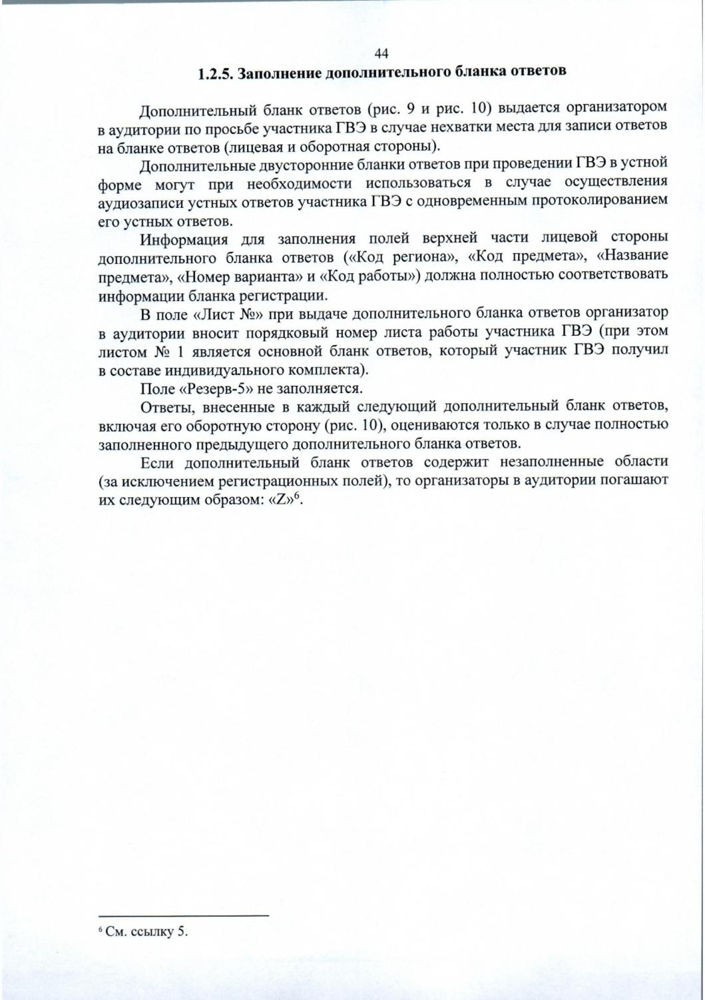 44
1.2.5. Заполнение дополнительного бланка ответов
Дополнительный бланк ответов (рис. 9 и рис. 10) выдается организатором
в аудитории по просьбе участника ГВЭ в случае нехватки места для записи ответов
на бланке ответов (лицевая и оборотная стороны).
Дополнительные двусторонние бланки ответов при проведении ГВЭ в устной
форме могут при необходимости использоваться в случае осуществления
аудиозаписи устных ответов участника ГВЭ с одновременным протоколированием
его устных ответов.
Информация для заполнения полей верхней части лицевой стороны
дополнительного бланка ответов («Код региона», «Код предмета», «Название
предмета», «Номер варианта» и «Код работы») должна полностью соответствовать
информации бланка регистрации.
В поле «Лист №» при выдаче дополнительного бланка ответов организатор
в аудитории вносит порядковый номер листа работы участника ГВЭ (при этом
листом № 1 является основной бланк ответов, который участник ГВЭ получил
в составе индивидуального комплекта).
Поле «Резерв-5» не заполняется.
Ответы, внесенные в каждый следующий дополнительный бланк ответов,
включая его оборотную сторону (рис. 10), оцениваются только в случае полностью
заполненного предыдущего дополнительного бланка ответов.
Если дополнительный бланк ответов содержит незаполненные области
(за исключением регистрационных полей), то организаторы в аудитории погашают
их следующим образом: «Z»⁶.
⁶ См. ссылку 5.